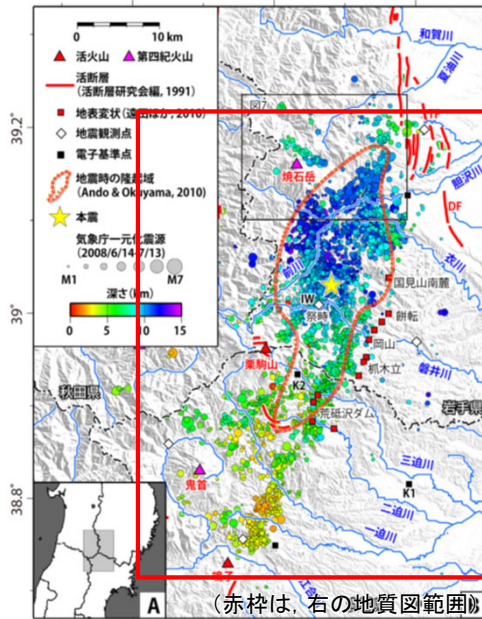 0 10 km
活火山 第四紀火山
活断層
(活断層研究会編, 1991)
地表変状(遠田ほか, 2010)
地震観測点
電子基準点
地震時の隆起域
(Ando & Okuyama, 2010)
本震
気象庁一元化震源
(2008/6/14-7/13)
M1 M7
深さ(km)
0 5 10 15
39.2°
39°
38.8°
図7
焼石岳
和賀川
夏油川
胆沢川
DF
衣川
前川
国見山南麓
IW
祭畤
餅転
岡山
栗駒山
枛木立
磐井川
K2
秋田県
荒砥沢ダム
岩手県
三迫川
鬼首
K1
二迫川
一迫川
鳴子
江合
A
(赤枠は，右の地質図範囲)